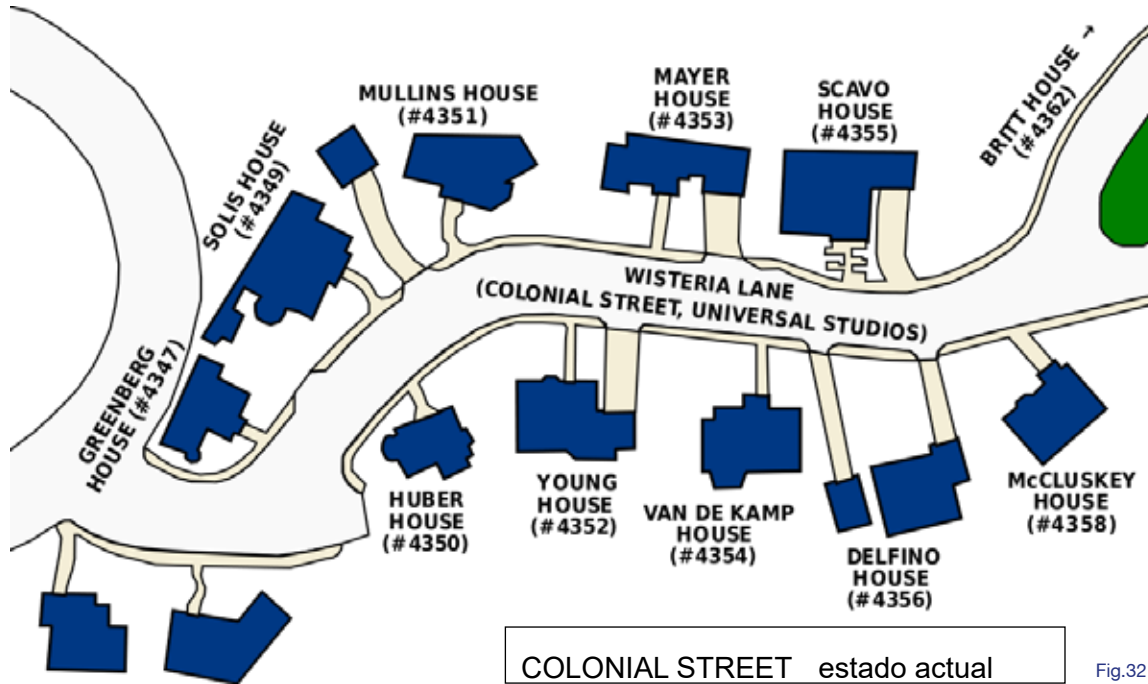 MULLINS HOUSE
(#4351)
MAYER
HOUSE
(#4353)
SCAVO
HOUSE
(#4355)
BRITT HOUSE →
(#4362)
SOLIS HOUSE
(#4349)
GREENBERG
HOUSE (#4347)
WISTERIA LANE
(COLONIAL STREET, UNIVERSAL STUDIOS)
HUBER
HOUSE
(#4350)
YOUNG
HOUSE
(#4352)
VAN DE KAMP
HOUSE
(#4354)
DELFINO
HOUSE
(#4356)
McCLUSKEY
HOUSE
(#4358)
COLONIAL STREET estado actual
Fig.32